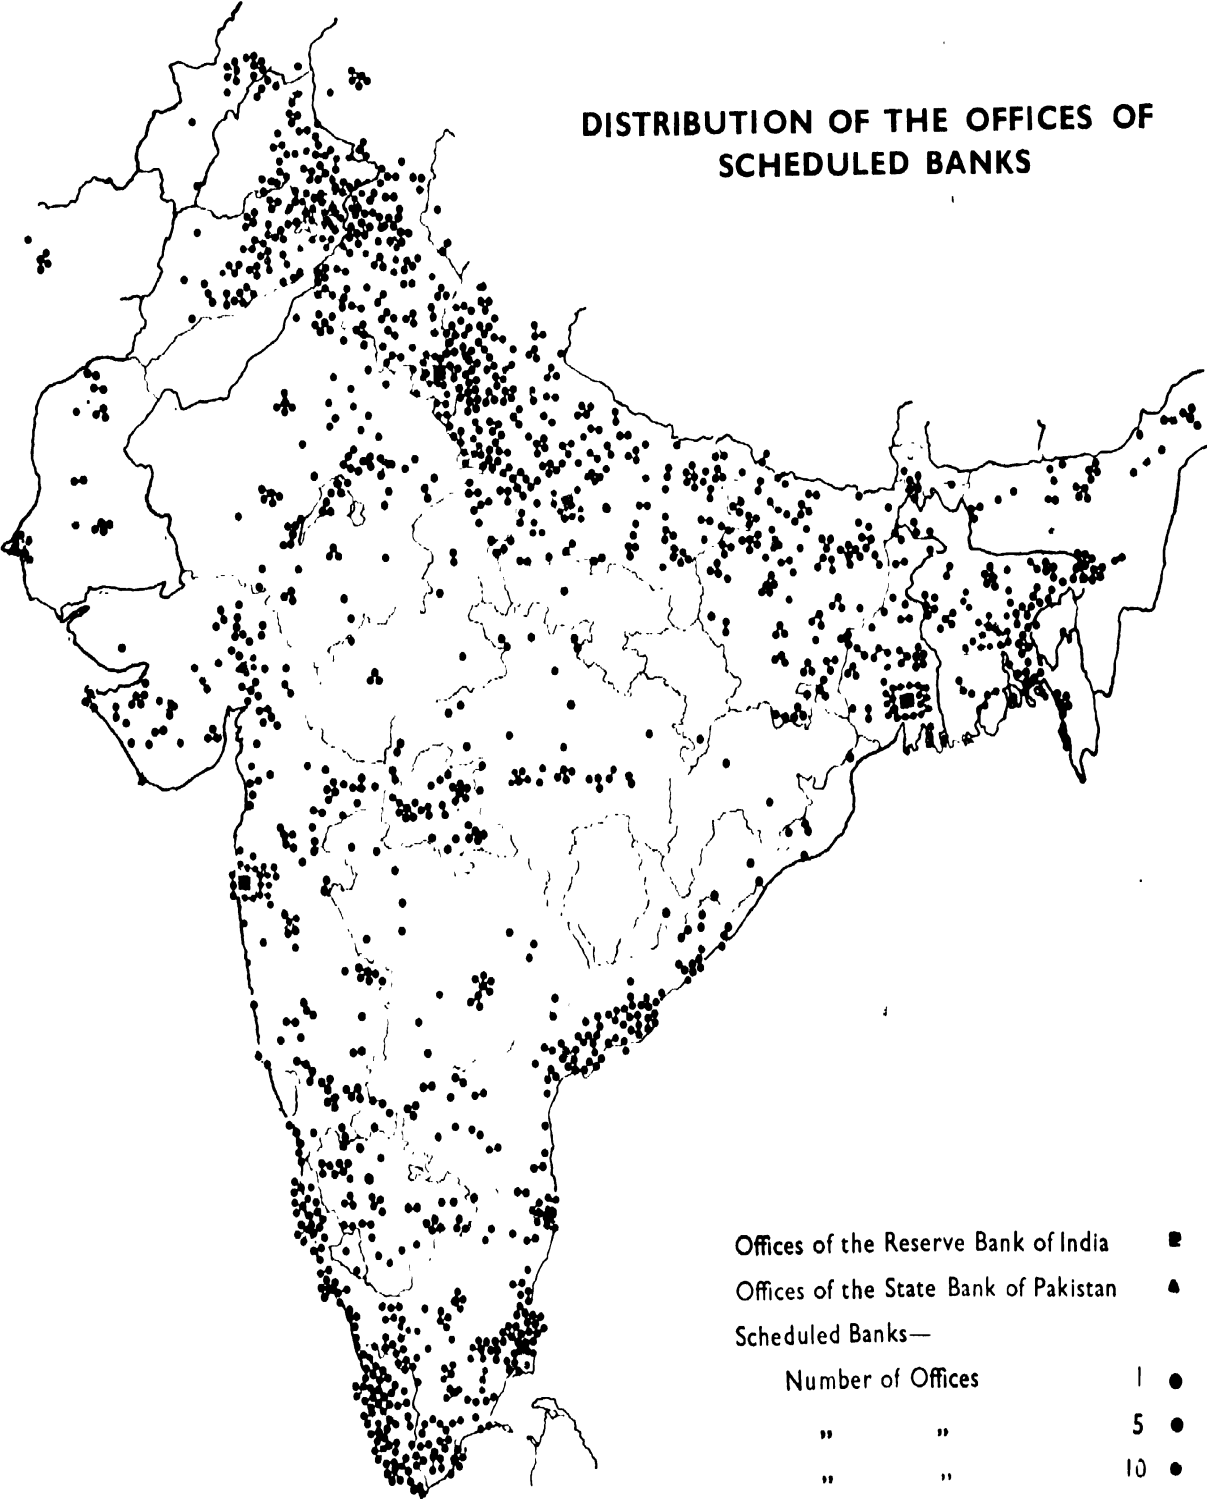 DISTRIBUTION OF THE OFFICES OF
SCHEDULED BANKS
Offices of the Reserve Bank of India
Offices of the State Bank of Pakistan
Scheduled Banks—
Number of Offices 1
„ „ 5
„ „ 10